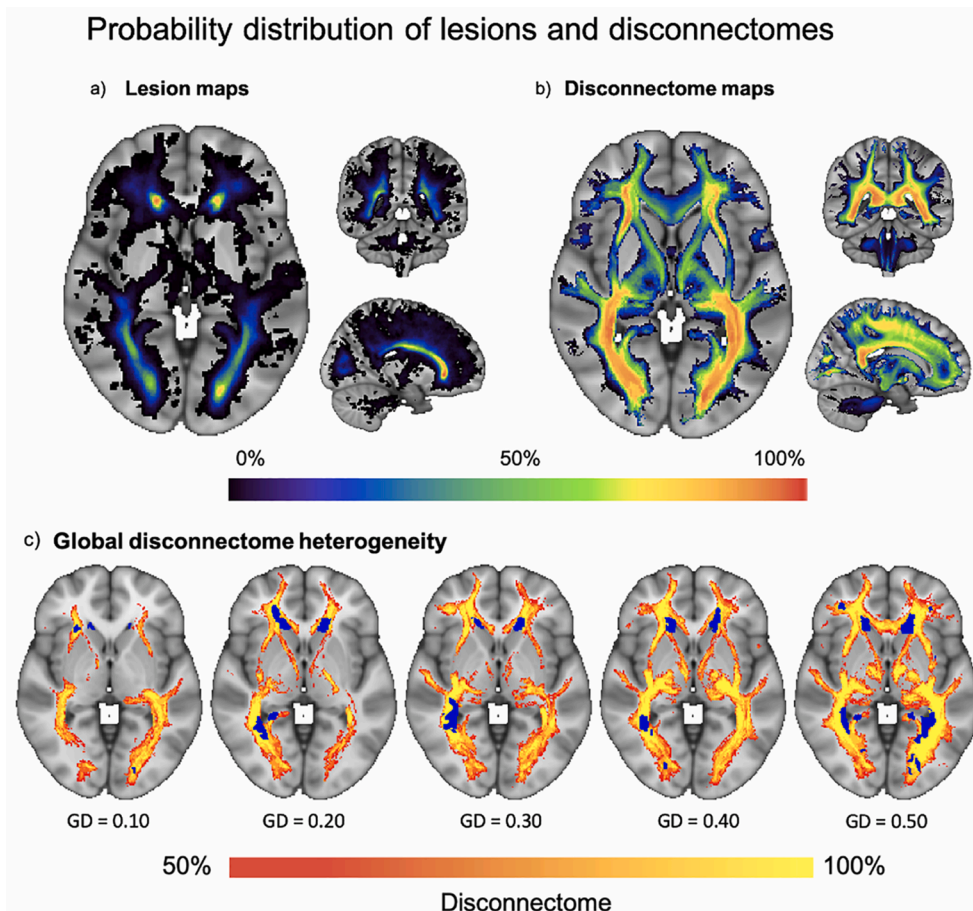 Probability distribution of lesions and disconnectomes
a) Lesion maps
b) Disconnectome maps
0% 50% 100%
c) Global disconnectome heterogeneity
GD = 0.10 GD = 0.20 GD = 0.30 GD = 0.40 GD = 0.50
50% 100%
Disconnectome